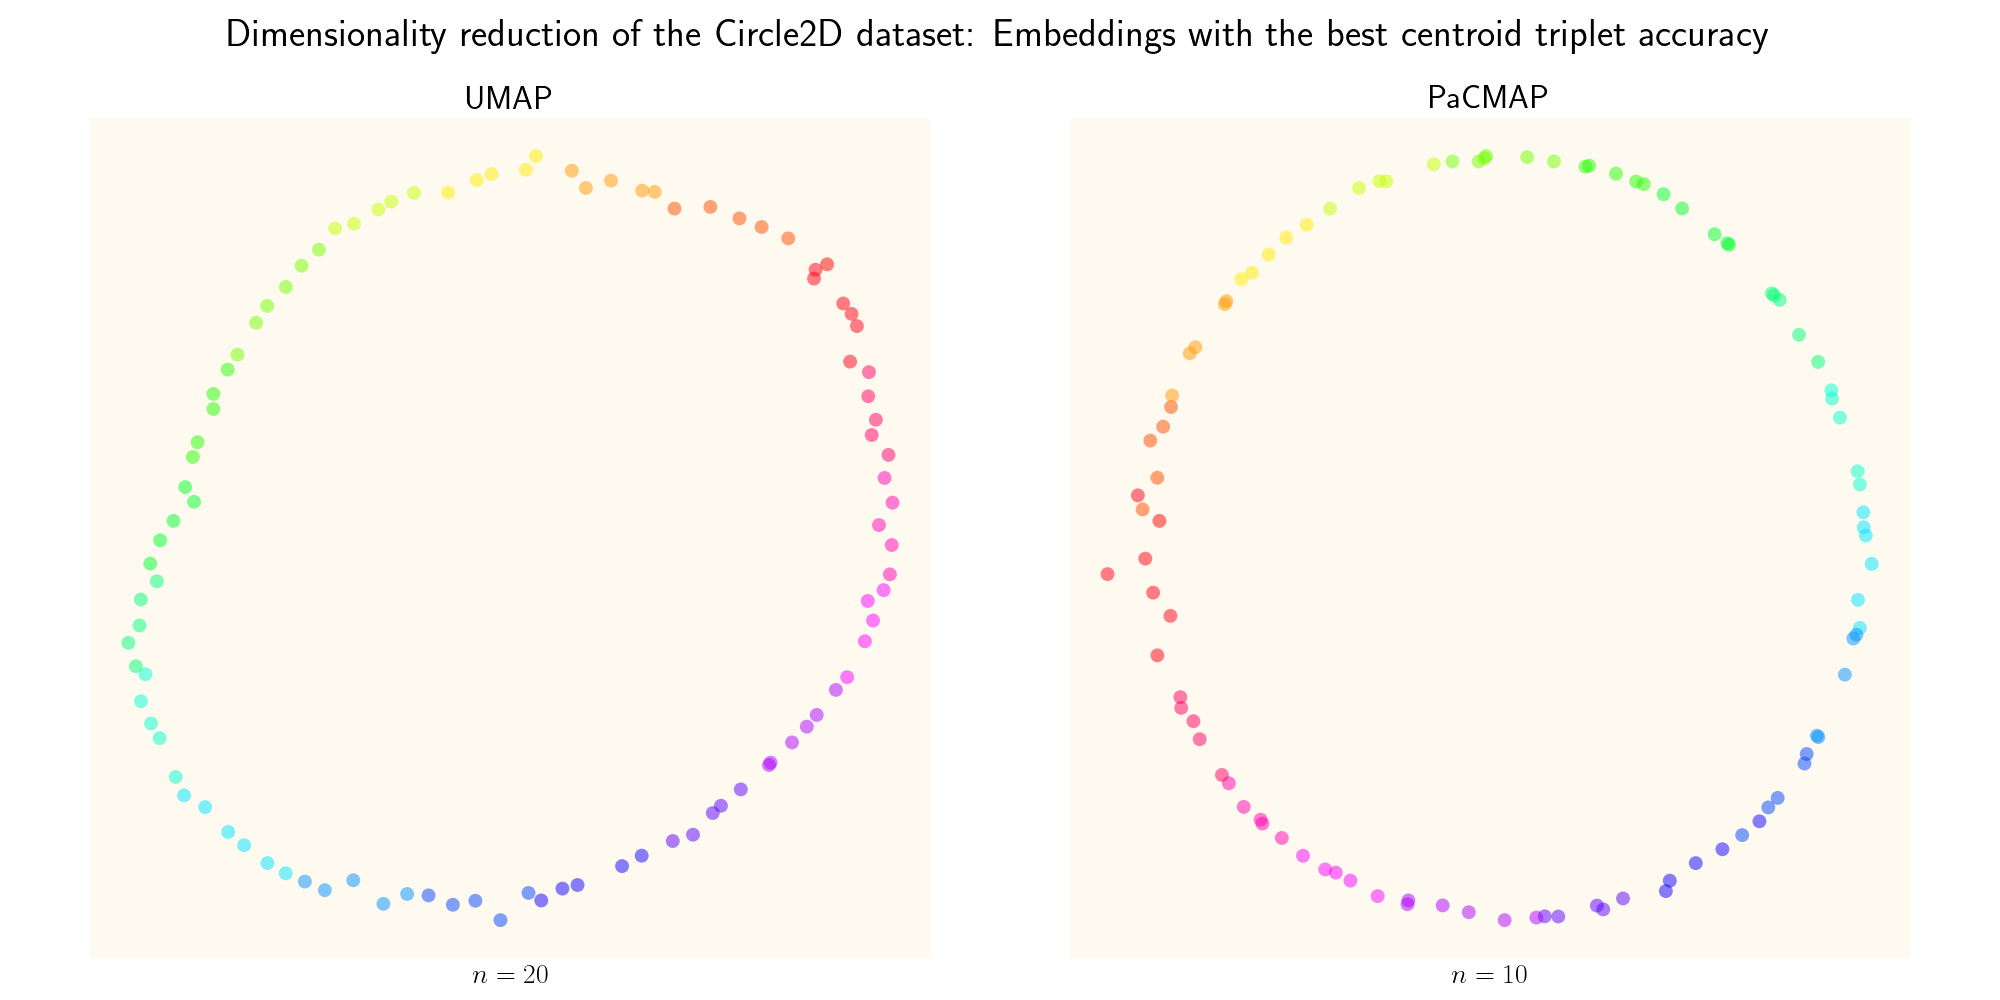 Dimensionality reduction of the Circle2D dataset: Embeddings with the best centroid triplet accuracy
UMAP
PaCMAP
n = 20
n = 10